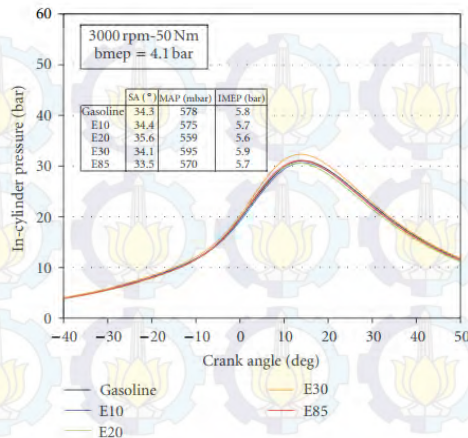 60
50
40
30
20
10
0
In-cylinder pressure (bar)
3000 rpm-50 Nm
bmep = 4.1 bar
SA (°) MAP (mbar) IMEP (bar)
Gasoline 34.3 578 5.8
E10 34.4 575 5.7
E20 35.6 559 5.6
E30 34.1 595 5.9
E85 33.5 570 5.7
−40 −30 −20 −10 0 10 20 30 40 50
Crank angle (deg)
Gasoline E30
E10 E85
E20